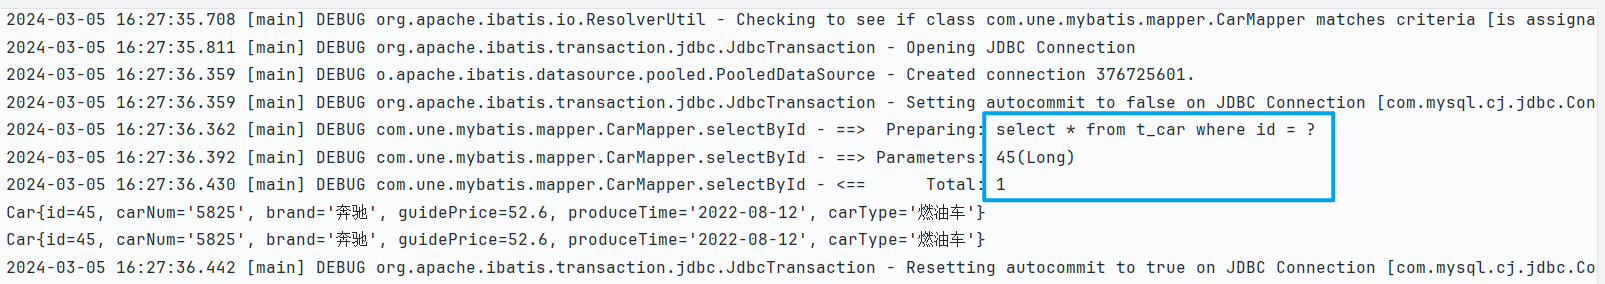 2024-03-05 16:27:35.708 [main] DEBUG org.apache.ibatis.io.ResolverUtil - Checking to see if class com.une.mybatis.mapper.CarMapper matches criteria [is assigna
2024-03-05 16:27:35.811 [main] DEBUG org.apache.ibatis.transaction.jdbc.JdbcTransaction - Opening JDBC Connection
2024-03-05 16:27:36.359 [main] DEBUG o.apache.ibatis.datasource.pooled.PooledDataSource - Created connection 376725601.
2024-03-05 16:27:36.359 [main] DEBUG org.apache.ibatis.transaction.jdbc.JdbcTransaction - Setting autocommit to false on JDBC Connection [com.mysql.cj.jdbc.Con
2024-03-05 16:27:36.362 [main] DEBUG com.une.mybatis.mapper.CarMapper.selectById - ==>  Preparing: select * from t_car where id = ?
2024-03-05 16:27:36.392 [main] DEBUG com.une.mybatis.mapper.CarMapper.selectById - ==> Parameters: 45(Long)
2024-03-05 16:27:36.430 [main] DEBUG com.une.mybatis.mapper.CarMapper.selectById - <==      Total: 1
Car{id=45, carNum='5825', brand='奔驰', guidePrice=52.6, produceTime='2022-08-12', carType='燃油车'}
Car{id=45, carNum='5825', brand='奔驰', guidePrice=52.6, produceTime='2022-08-12', carType='燃油车'}
2024-03-05 16:27:36.442 [main] DEBUG org.apache.ibatis.transaction.jdbc.JdbcTransaction - Resetting autocommit to true on JDBC Connection [com.mysql.cj.jdbc.Co